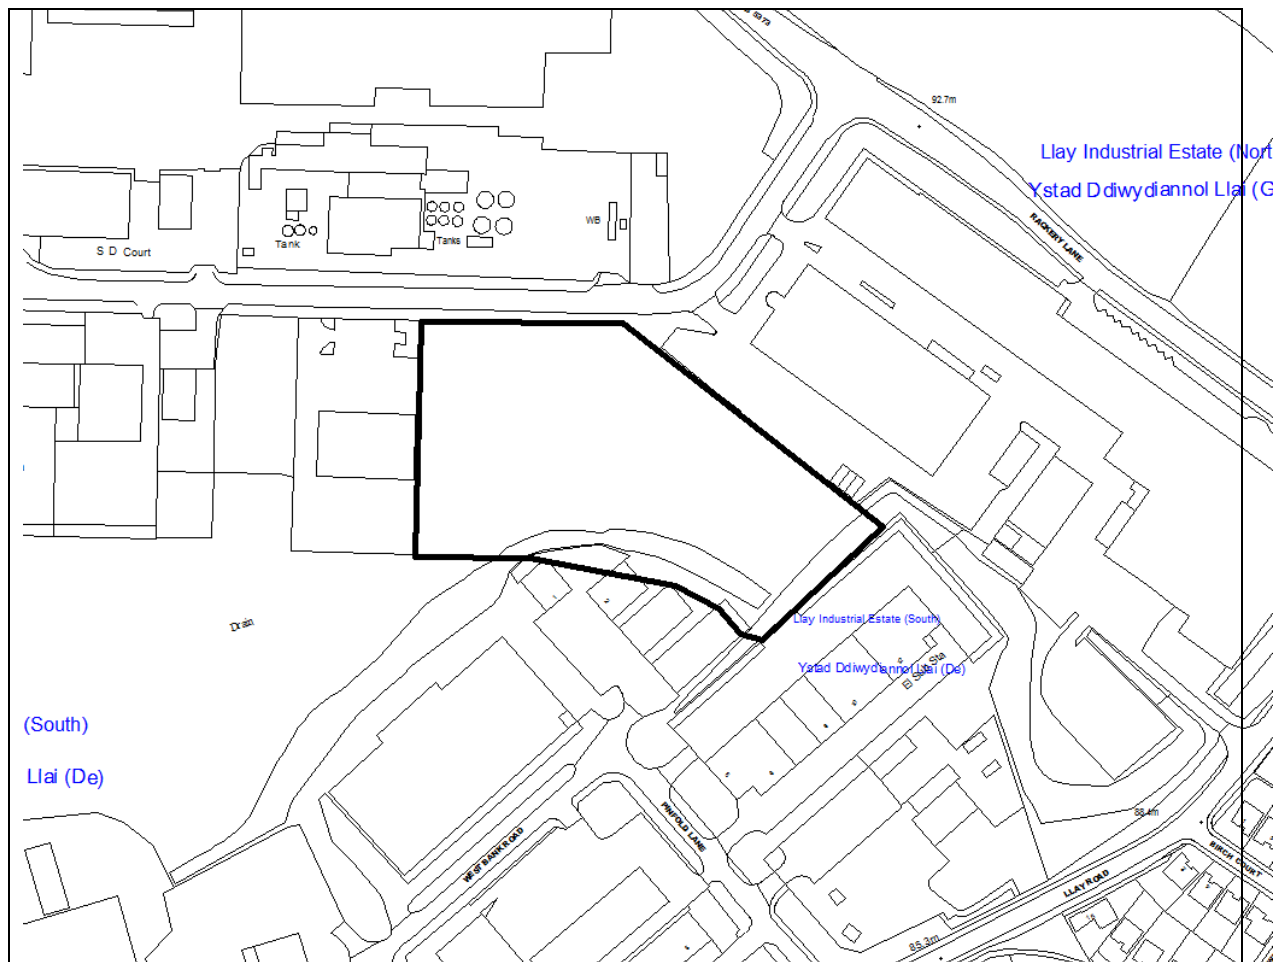 92.7m
Llay Industrial Estate (Nort
Ystad Ddiwydiannol Llai (G
RACKERY LANE
WB
Tank
Tanks
S D Court
Drain
1
2
Llay Industrial Estate (South)
Ystad Ddiwydiannol Llai (De)
Sub Sta
(South)
Llai (De)
PINFOLD LANE
WEST BANK ROAD
88.4m
BIRCH COURT
LLAY ROAD
85.3m